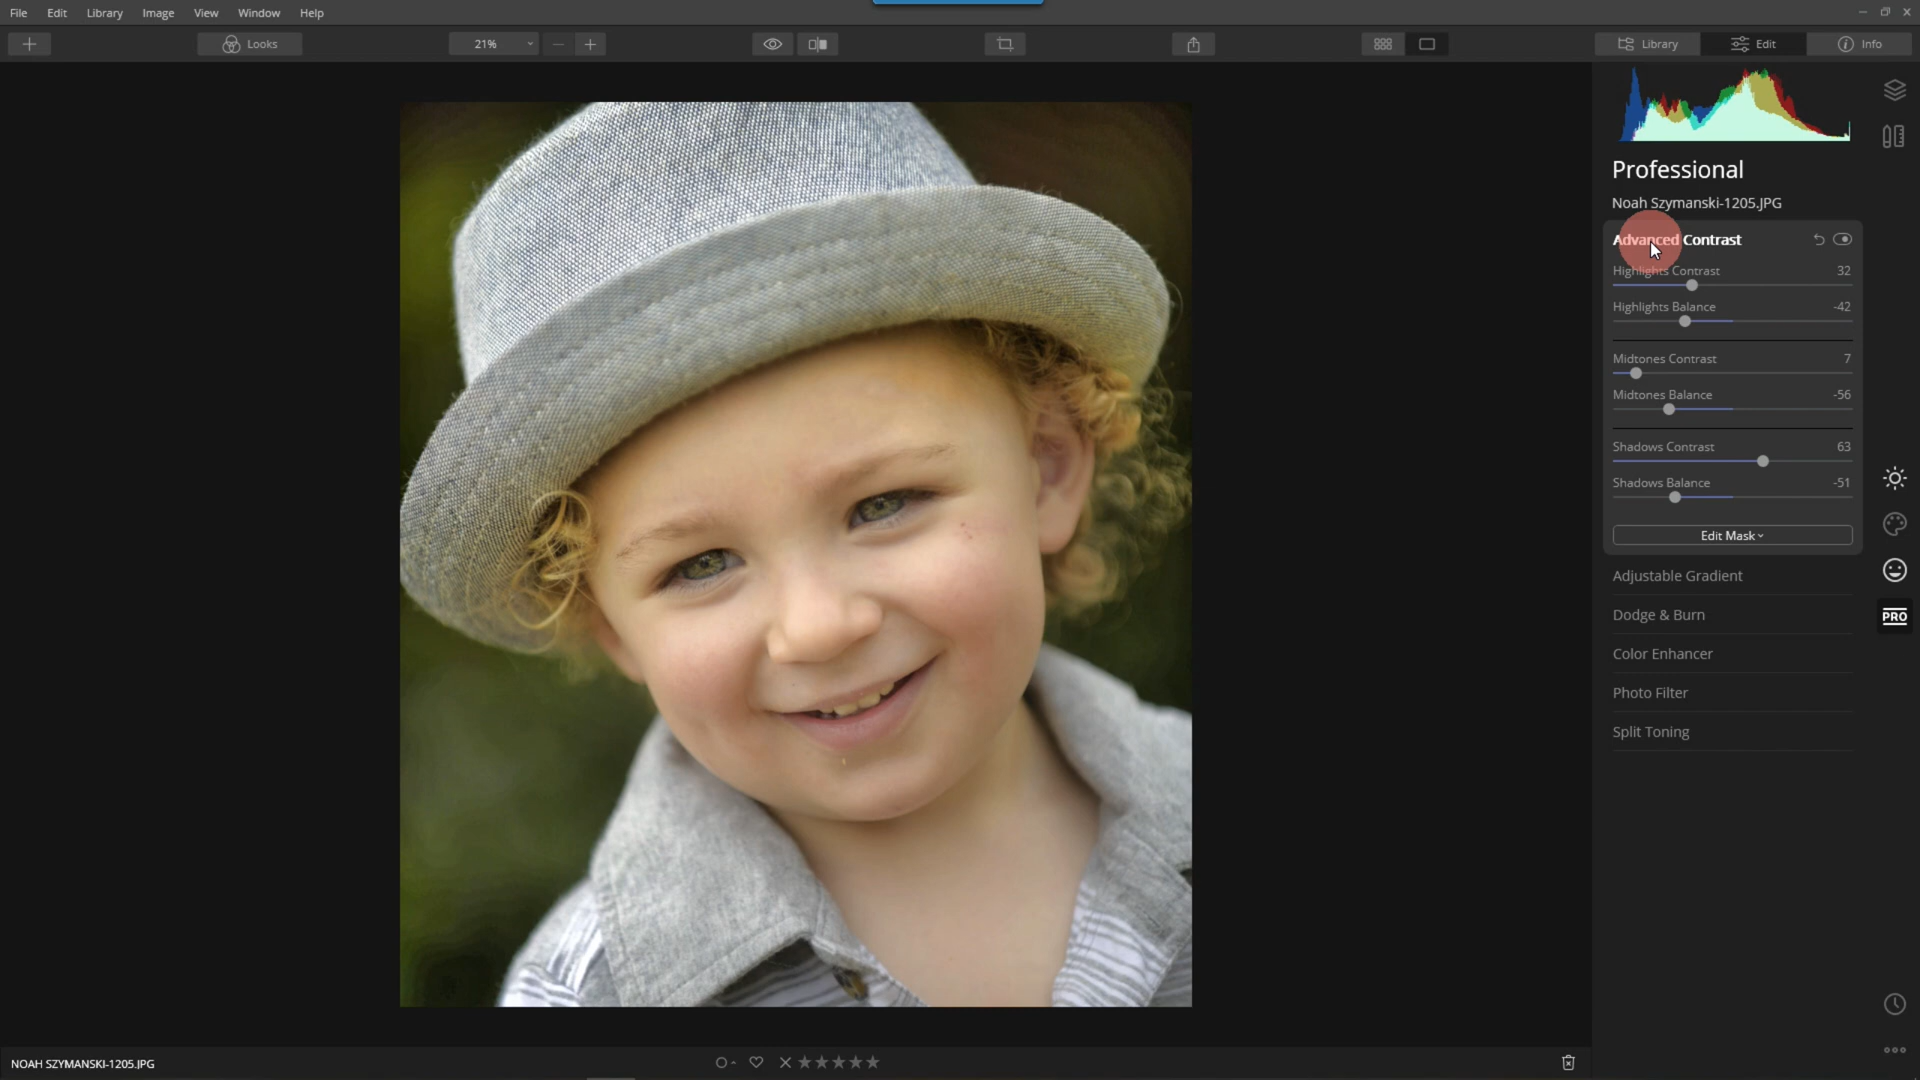 File Edit Library Image View Window Help
Looks 21% Library Edit Info
Professional
Noah Szymanski-1205.JPG
Advanced Contrast
Highlights Contrast 32
Highlights Balance -42
Midtones Contrast 7
Midtones Balance -56
Shadows Contrast 63
Shadows Balance -51
Edit Mask
Adjustable Gradient
Dodge & Burn
PRO
Color Enhancer
Photo Filter
Split Toning
NOAH SZYMANSKI-1205.JPG